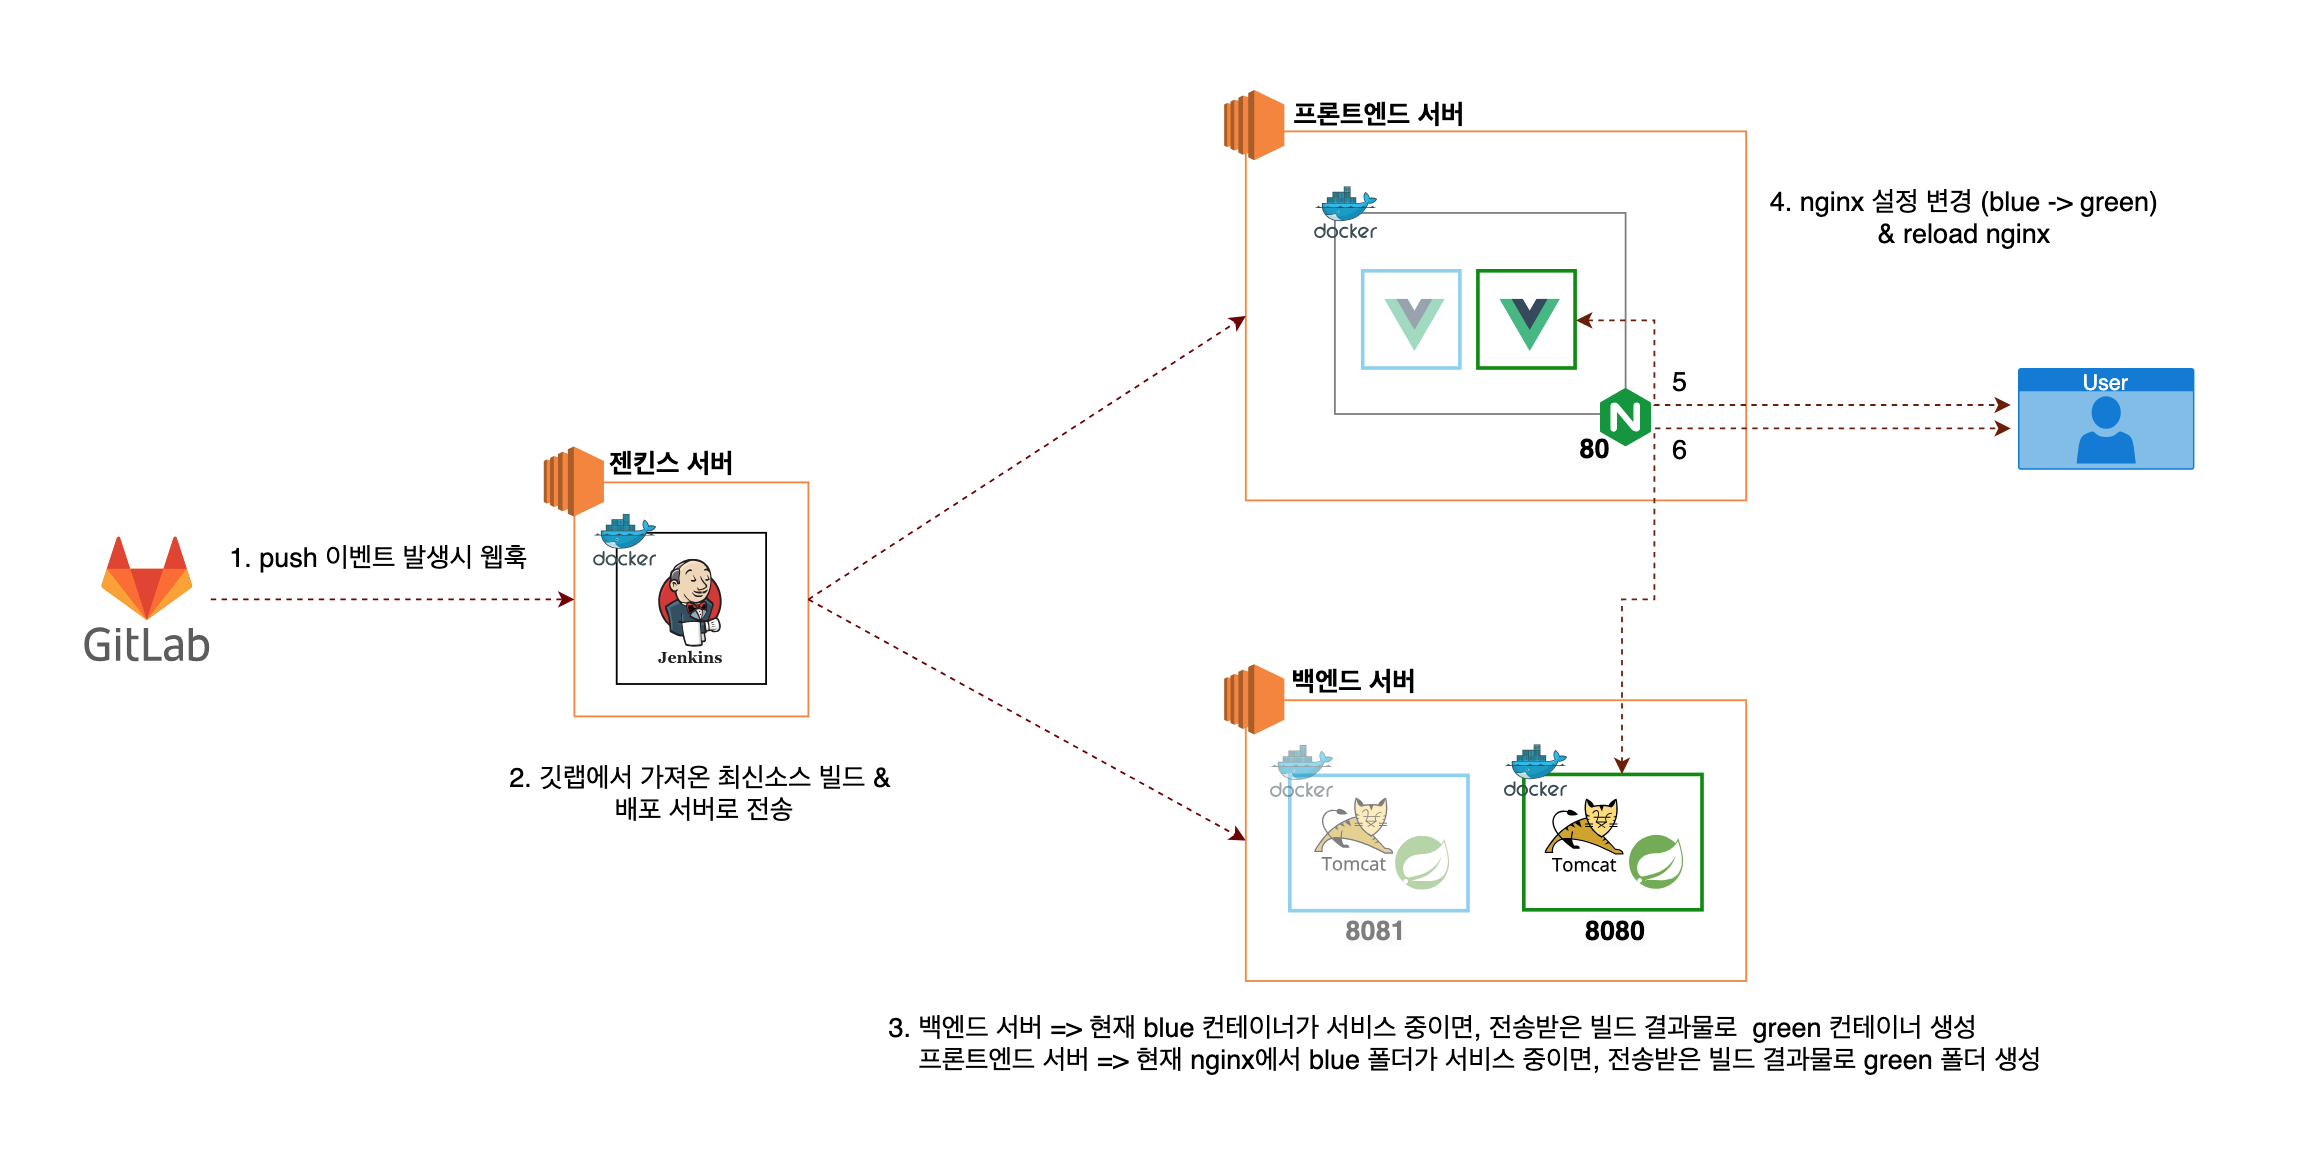 프론트엔드 서버
docker
4. nginx 설정 변경 (blue -> green)
& reload nginx
5
6
80
User
젠킨스 서버
docker
Jenkins
GitLab
1. push 이벤트 발생시 웹훅
2. 깃랩에서 가져온 최신소스 빌드 &
배포 서버로 전송
백엔드 서버
docker
Tomcat
8081
docker
Tomcat
8080
3. 백엔드 서버 => 현재 blue 컨테이너가 서비스 중이면, 전송받은 빌드 결과물로  green 컨테이너 생성
프론트엔드 서버 => 현재 nginx에서 blue 폴더가 서비스 중이면, 전송받은 빌드 결과물로 green 폴더 생성